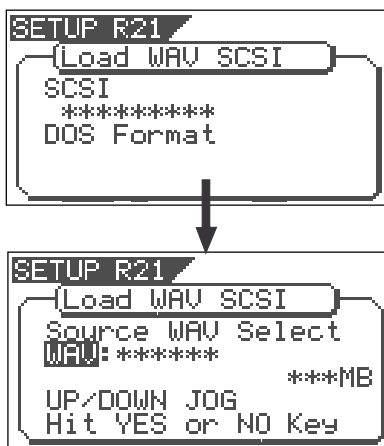 SETUP R21
Load WAV SCSI
SCSI
*********
DOS Format
SETUP R21
Load WAV SCSI
Source WAV Select
WAV:******
***MB
UP/DOWN JOG
Hit YES or NO Key